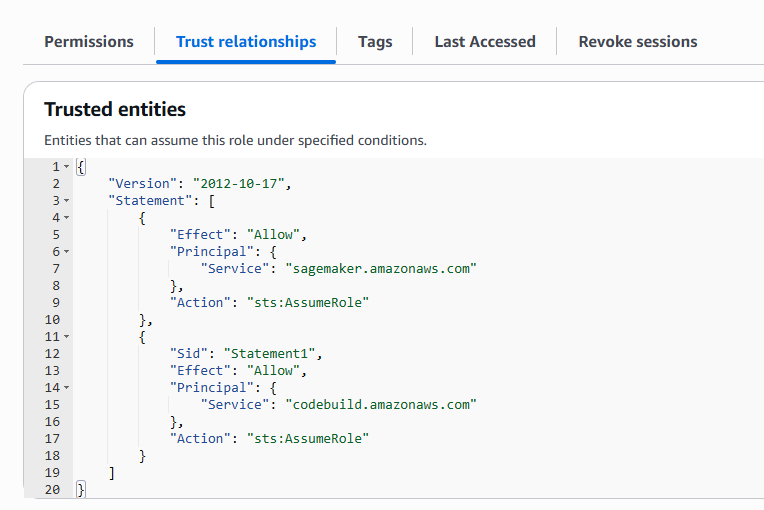 Permissions
Trust relationships
Tags
Last Accessed
Revoke sessions
Trusted entities
Entities that can assume this role under specified conditions.
1 {
2 "Version": "2012-10-17",
3 "Statement": [
4 {
5 "Effect": "Allow",
6 "Principal": {
7 "Service": "sagemaker.amazonaws.com"
8 },
9 "Action": "sts:AssumeRole"
10 },
11 {
12 "Sid": "Statement1",
13 "Effect": "Allow",
14 "Principal": {
15 "Service": "codebuild.amazonaws.com"
16 },
17 "Action": "sts:AssumeRole"
18 }
19 ]
20 }